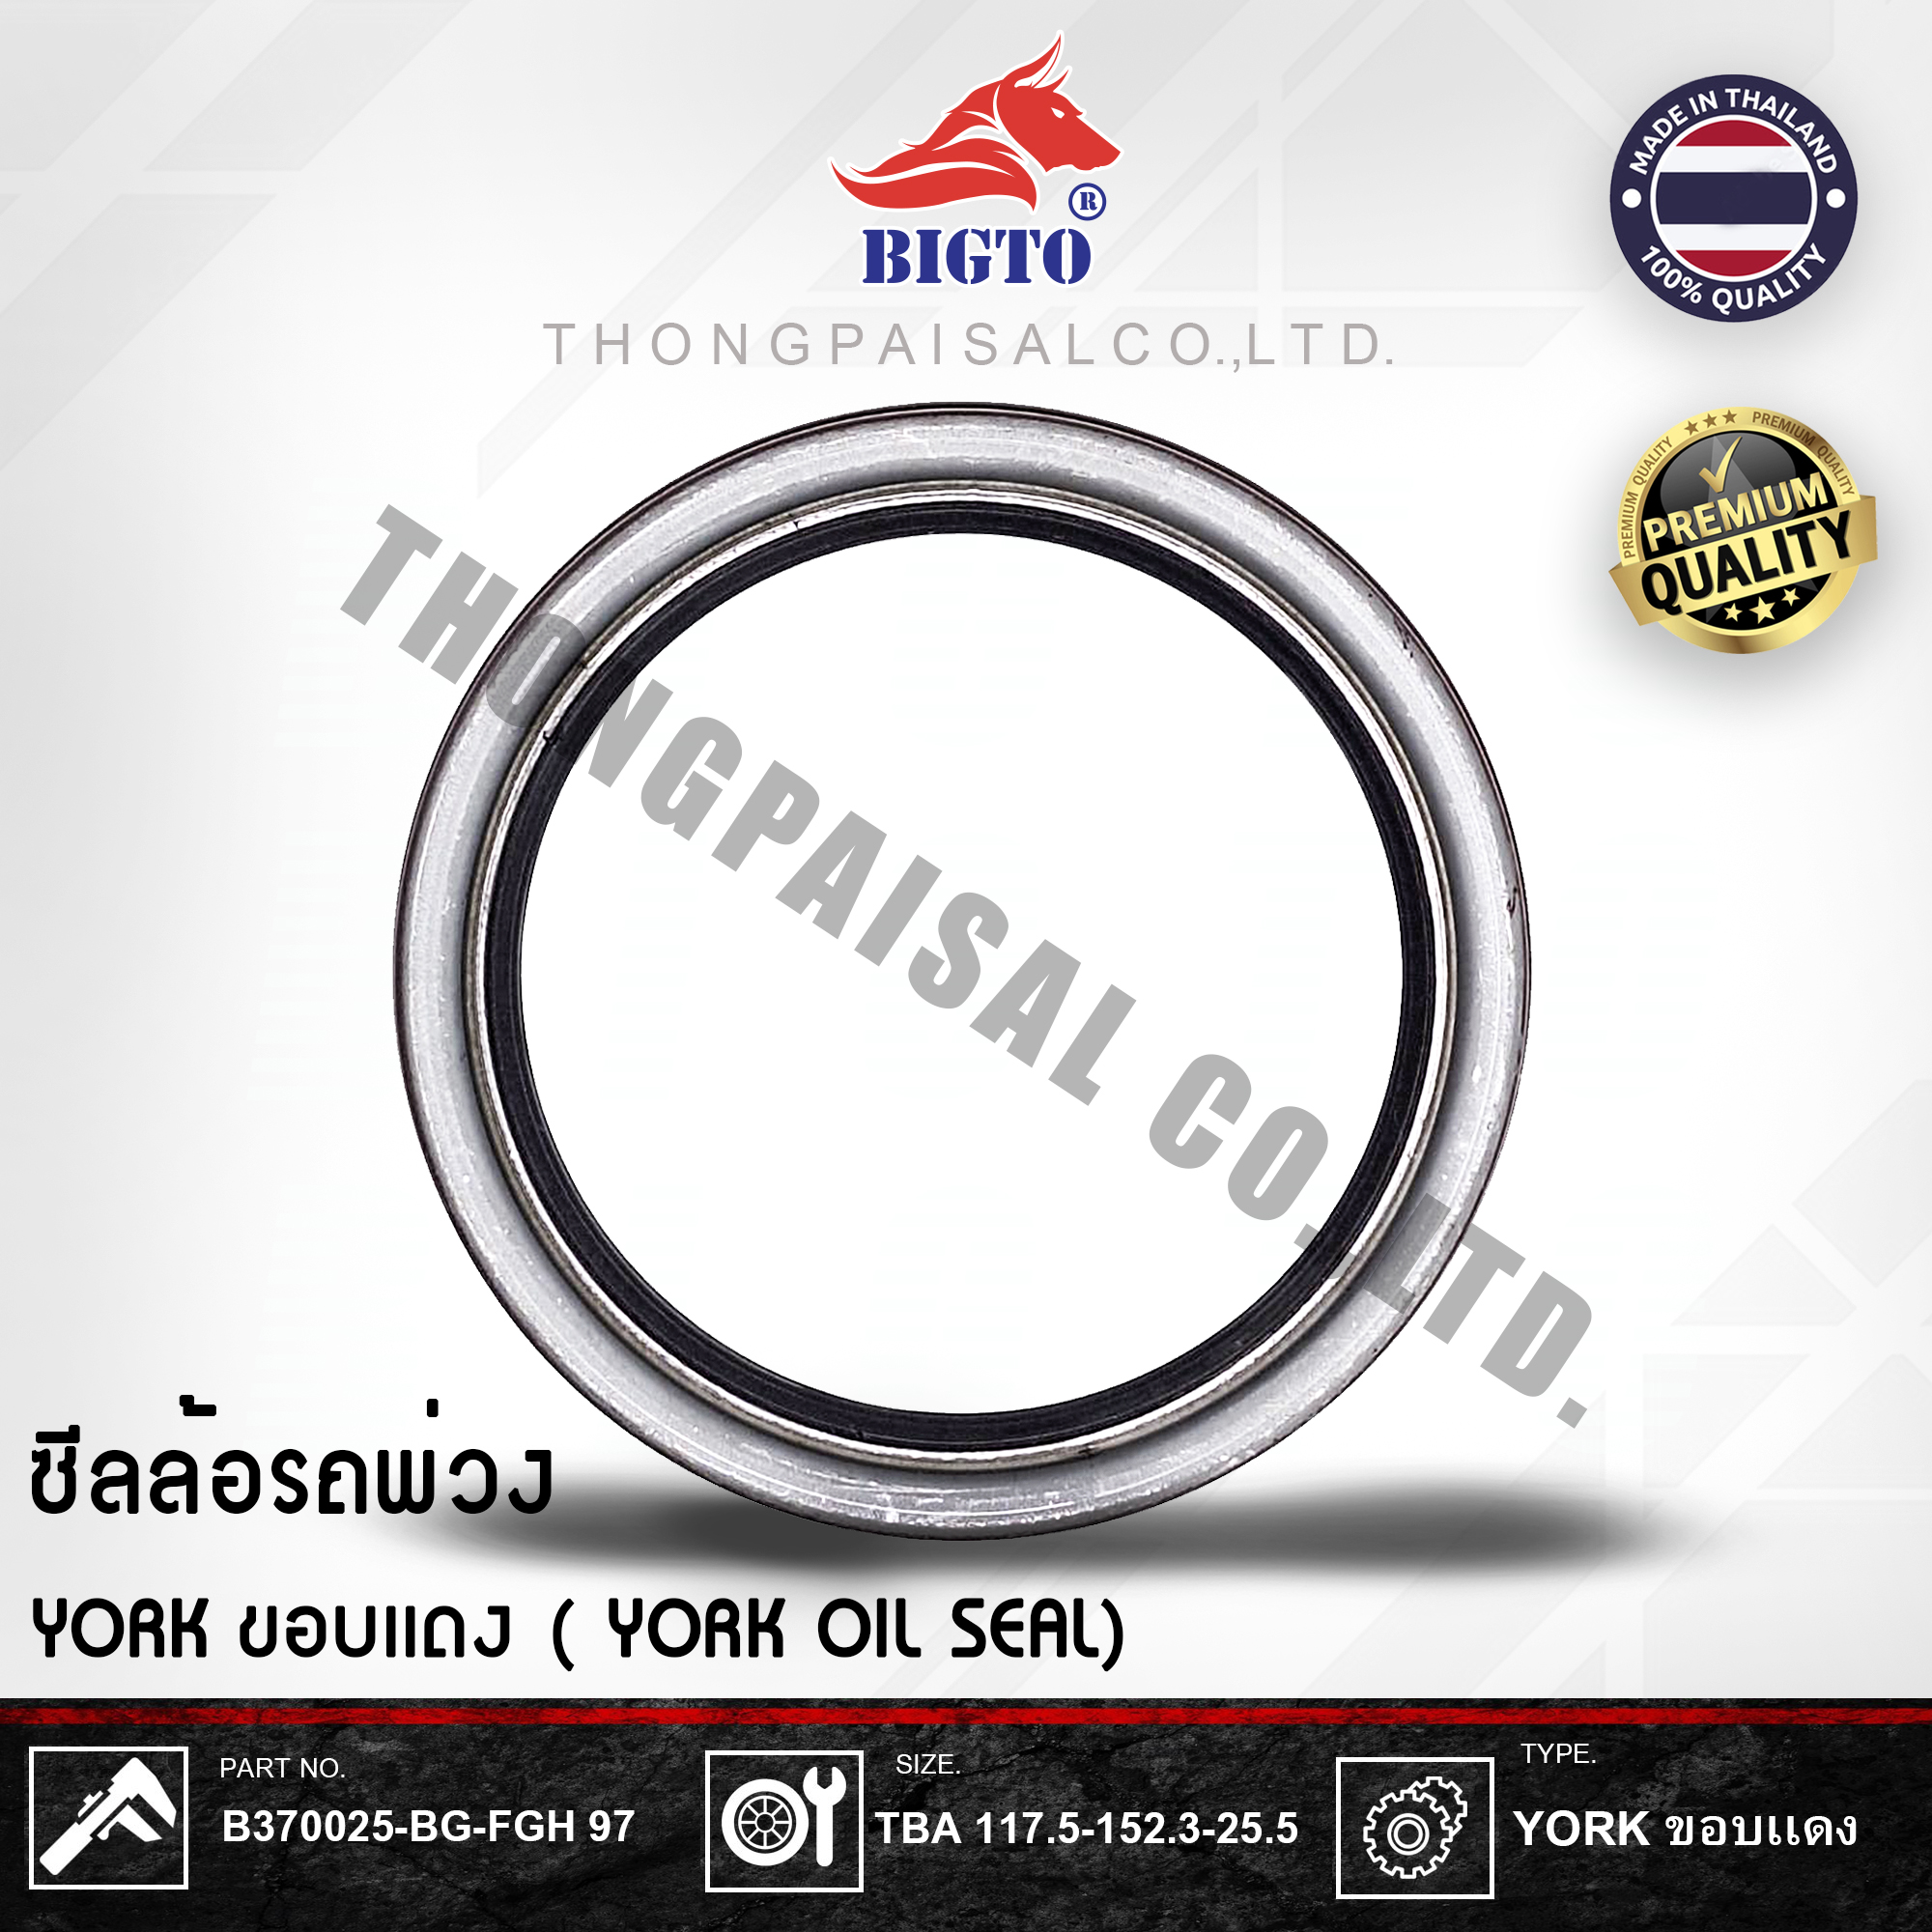 BIGTO
®
THONGPAISALCO.,LTD.
MADE IN THAILAND
100% QUALITY
PREMIUM QUALITY
PREMIUM QUALITY
PREMIUM QUALITY
PREMIUM
QUALITY
THONGPAISAL CO.,LTD.
ซีลล้อรถพ่วง
YORK ขอบแดง ( YORK OIL SEAL)
PART NO.
B370025-BG-FGH 97
SIZE.
TBA 117.5-152.3-25.5
TYPE.
YORK ขอบแดง